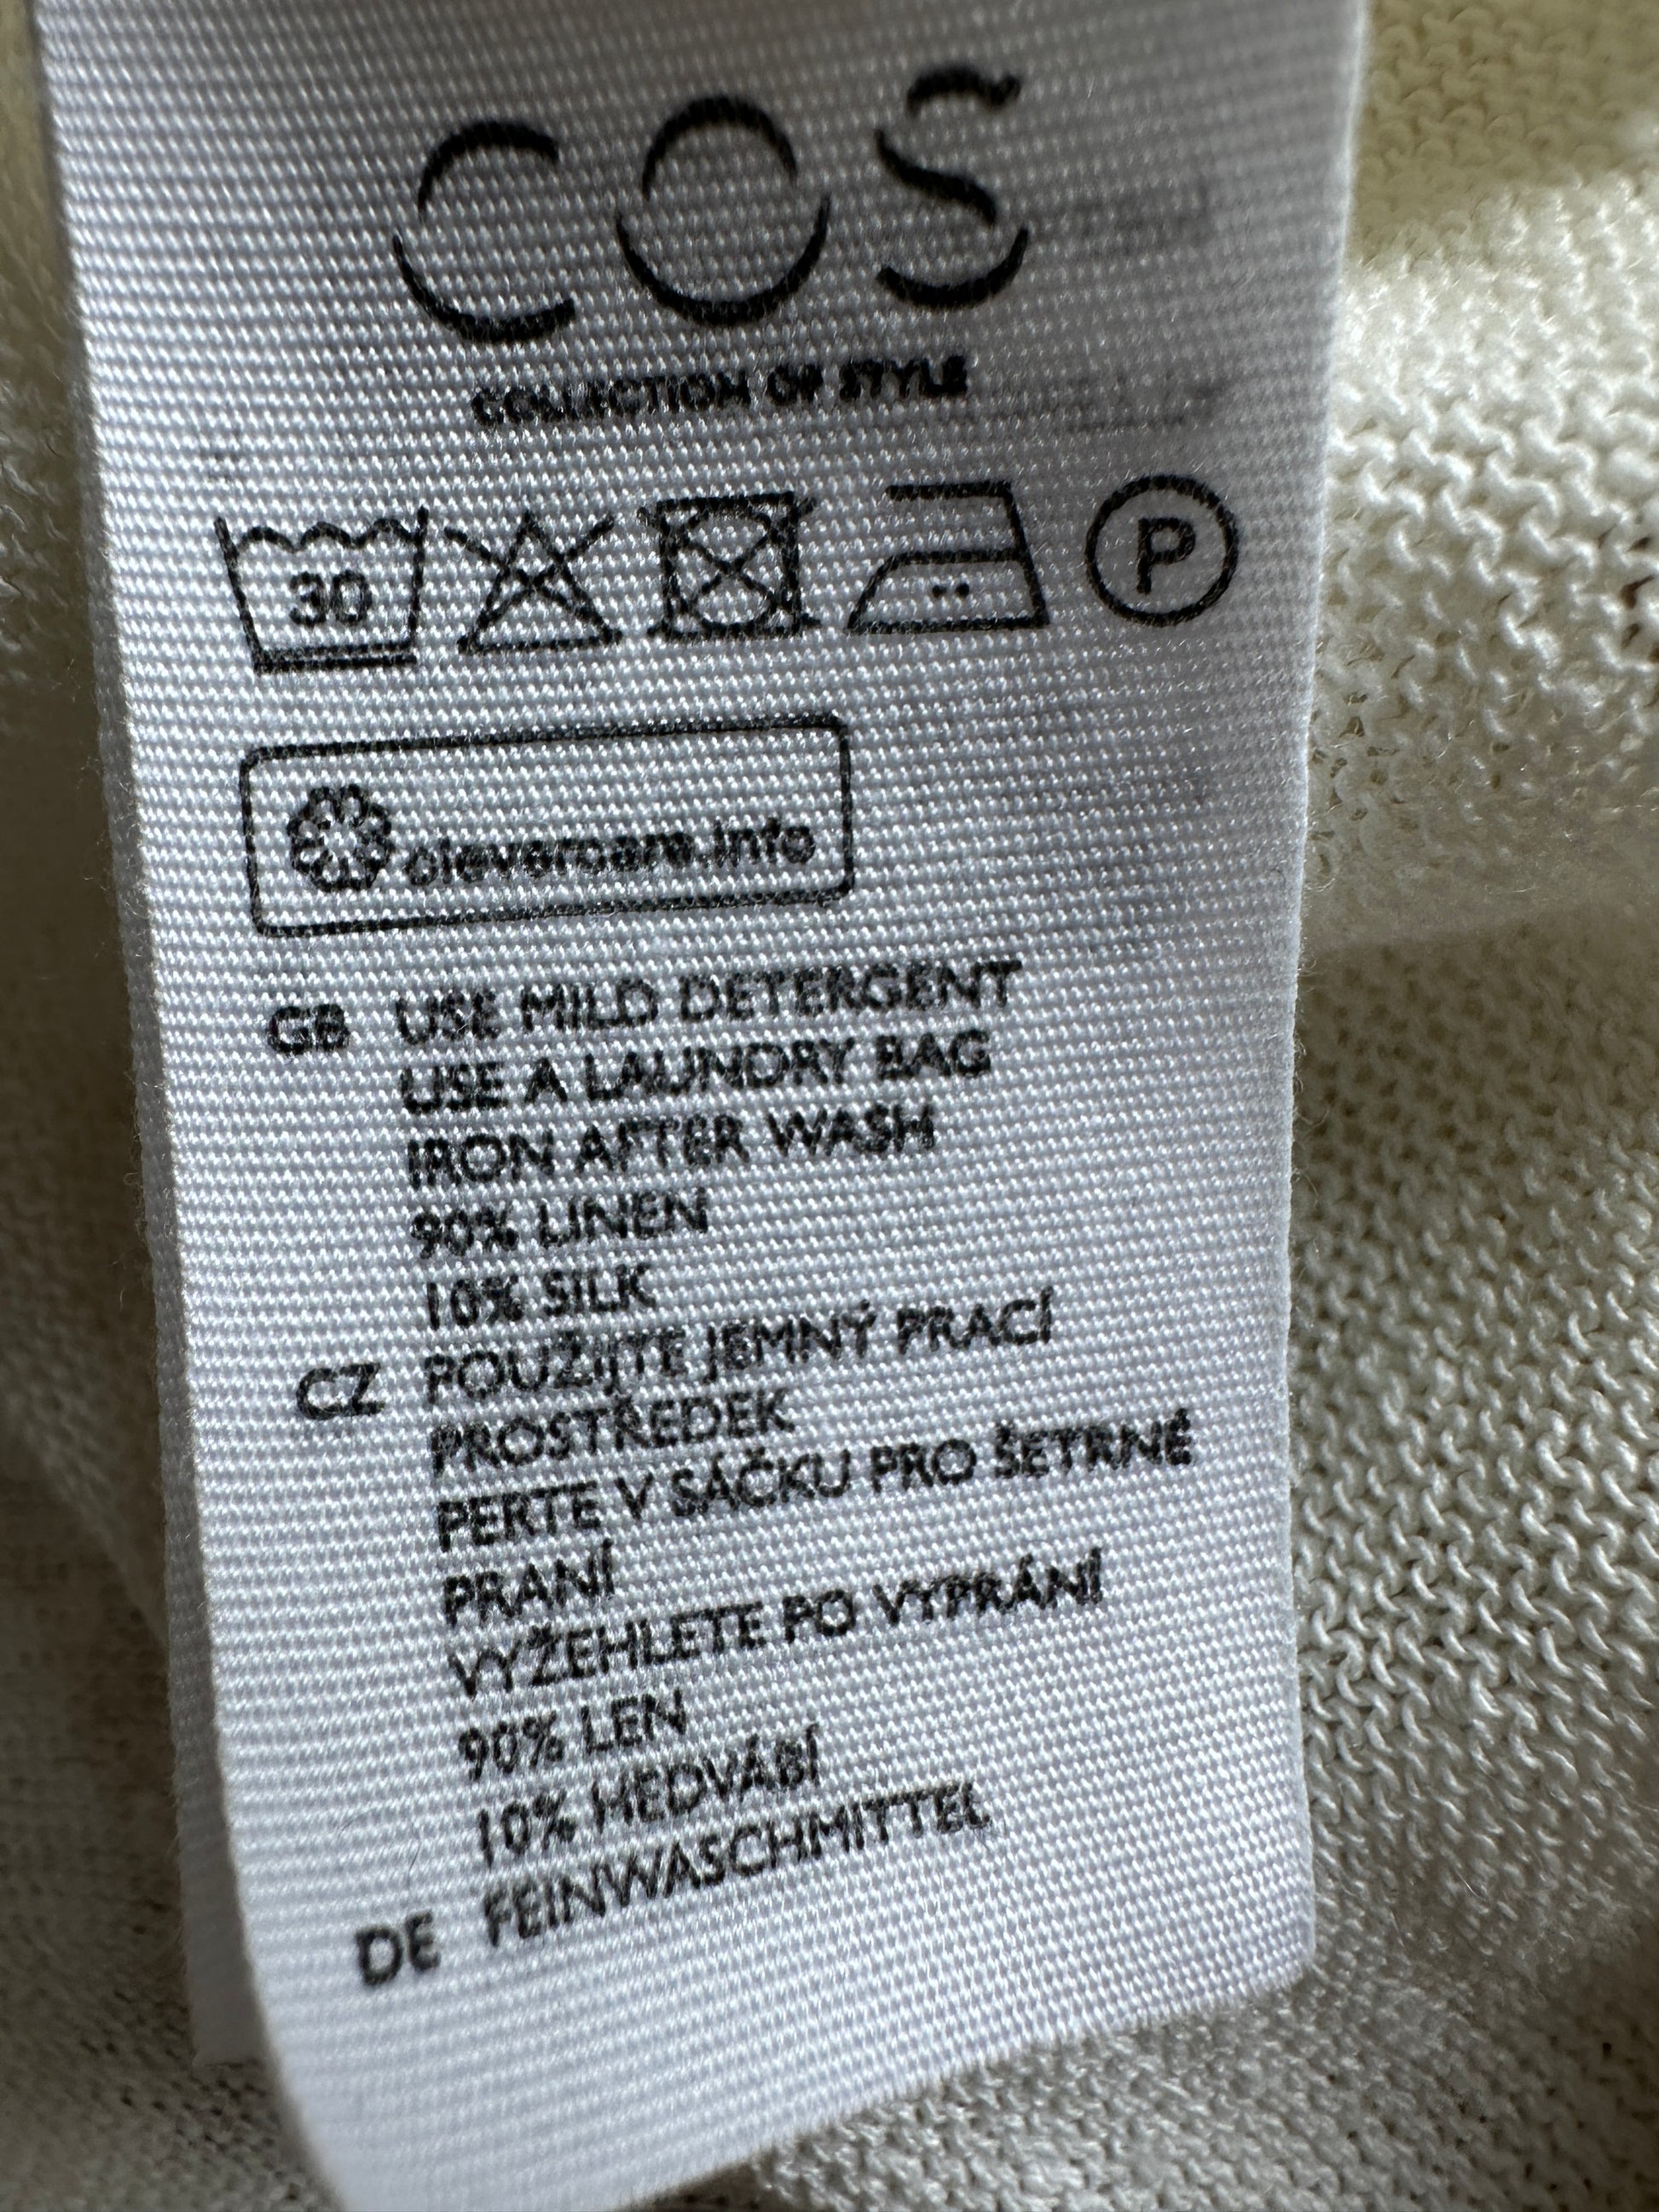 COS
COLLECTION OF STYLE
30 P
clevercare.info
GB USE MILD DETERGENT
USE A LAUNDRY BAG
IRON AFTER WASH
90% LINEN
10% SILK
CZ POUŽIJTE JEMNÝ PRACÍ
PROSTŘEDEK
PERTE V SÁČKU PRO ŠETRNÉ
PRANÍ
VYŽEHLETE PO VYPRÁNÍ
90% LEN
10% HEDVÁBÍ
DE FEINWASCHMITTEL